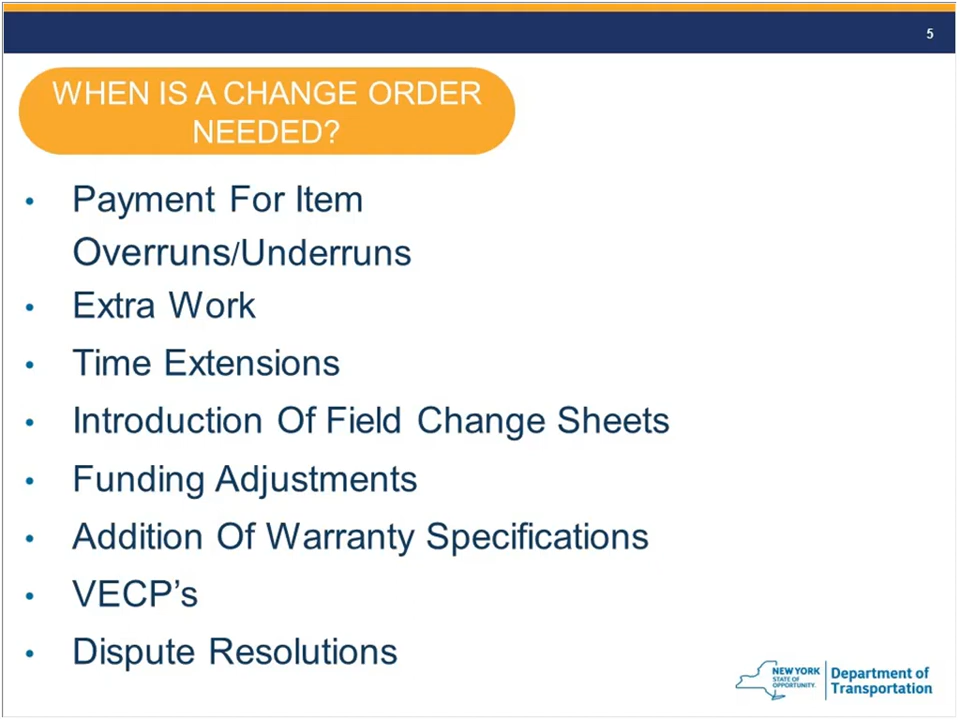 5
WHEN IS A CHANGE ORDER
NEEDED?
• Payment For Item
Overruns/Underruns
• Extra Work
• Time Extensions
• Introduction Of Field Change Sheets
• Funding Adjustments
• Addition Of Warranty Specifications
• VECP’s
• Dispute Resolutions
NEW YORK
STATE OF
OPPORTUNITY.
Department of
Transportation